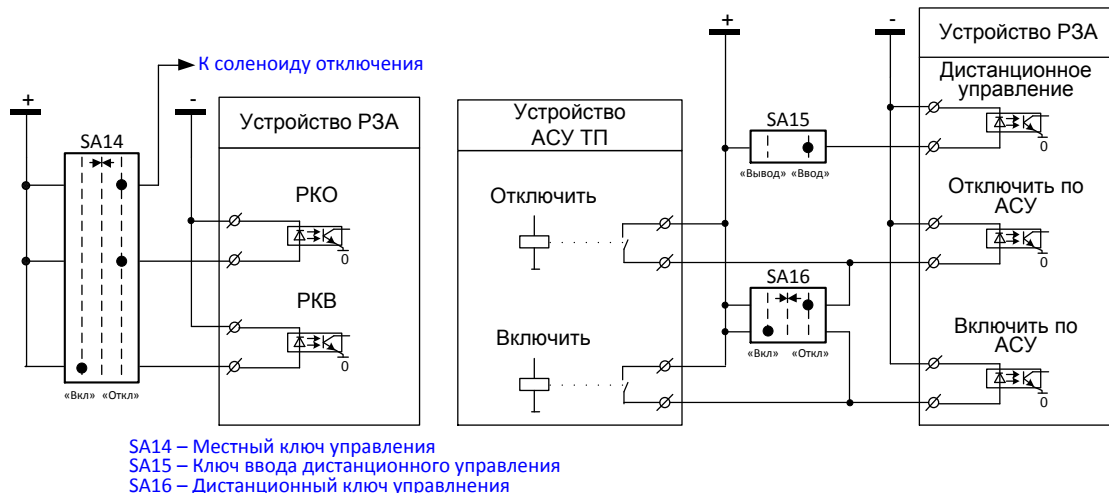 К соленоиду отключения
+
-
SA14
Устройство РЗА
РКО
0
РКВ
0
«Вкл» «Откл»
Устройство
АСУ ТП
Отключить
Включить
+
-
SA15
«Вывод» «Ввод»
SA16
«Вкл» «Откл»
Устройство РЗА
Дистанционное
управление
0
Отключить по
АСУ
0
Включить по
АСУ
0
SA14 – Местный ключ управления
SA15 – Ключ ввода дистанционного управления
SA16 – Дистанционный ключ управлнения